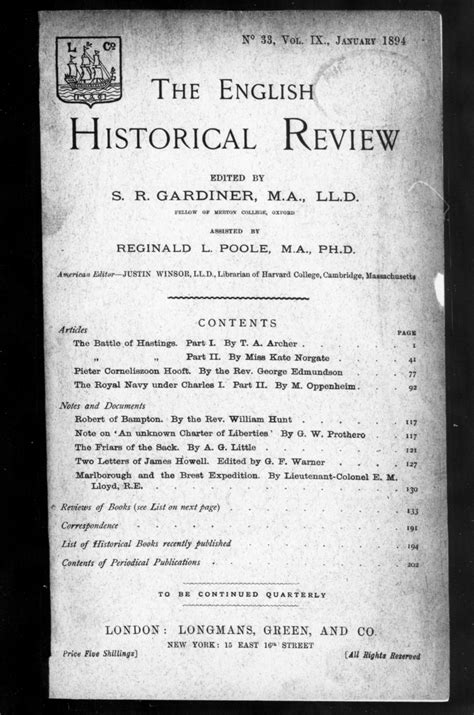 L Co
No 33, Vol. IX., January 1894
The English
Historical Review
EDITED BY
S. R. GARDINER, M.A., LL.D.
FELLOW OF MERTON COLLEGE, OXFORD
ASSISTED BY
REGINALD L. POOLE, M.A., PH.D.
American Editor—JUSTIN WINSOR, LL.D., Librarian of Harvard College, Cambridge, Massachusetts
CONTENTS
Articles PAGE
The Battle of Hastings. Part I. By T. A. Archer . . . . . 1
„ „ Part II. By Miss Kate Norgate . . . . 41
Pieter Corneliszoon Hooft. By the Rev. George Edmundson . . 77
The Royal Navy under Charles I. Part II. By M. Oppenheim . . 92
Notes and Documents
Robert of Bampton. By the Rev. William Hunt . . . . 117
Note on 'An unknown Charter of Liberties' By G. W. Prothero . . 117
The Friars of the Sack. By A. G. Little . . . . . 121
Two Letters of James Howell. Edited by G. F. Warner . . . 127
Marlborough and the Brest Expedition. By Lieutenant-Colonel E. M.
Lloyd, R.E. . . . . . . . . 130
Reviews of Books (see List on next page) . . . . . 133
Correspondence . . . . . . . . 191
List of Historical Books recently published . . . . . 194
Contents of Periodical Publications . . . . . . 202
TO BE CONTINUED QUARTERLY
LONDON: LONGMANS, GREEN, AND CO.
NEW YORK: 15 EAST 16th STREET
Price Five Shillings] [All Rights Reserved